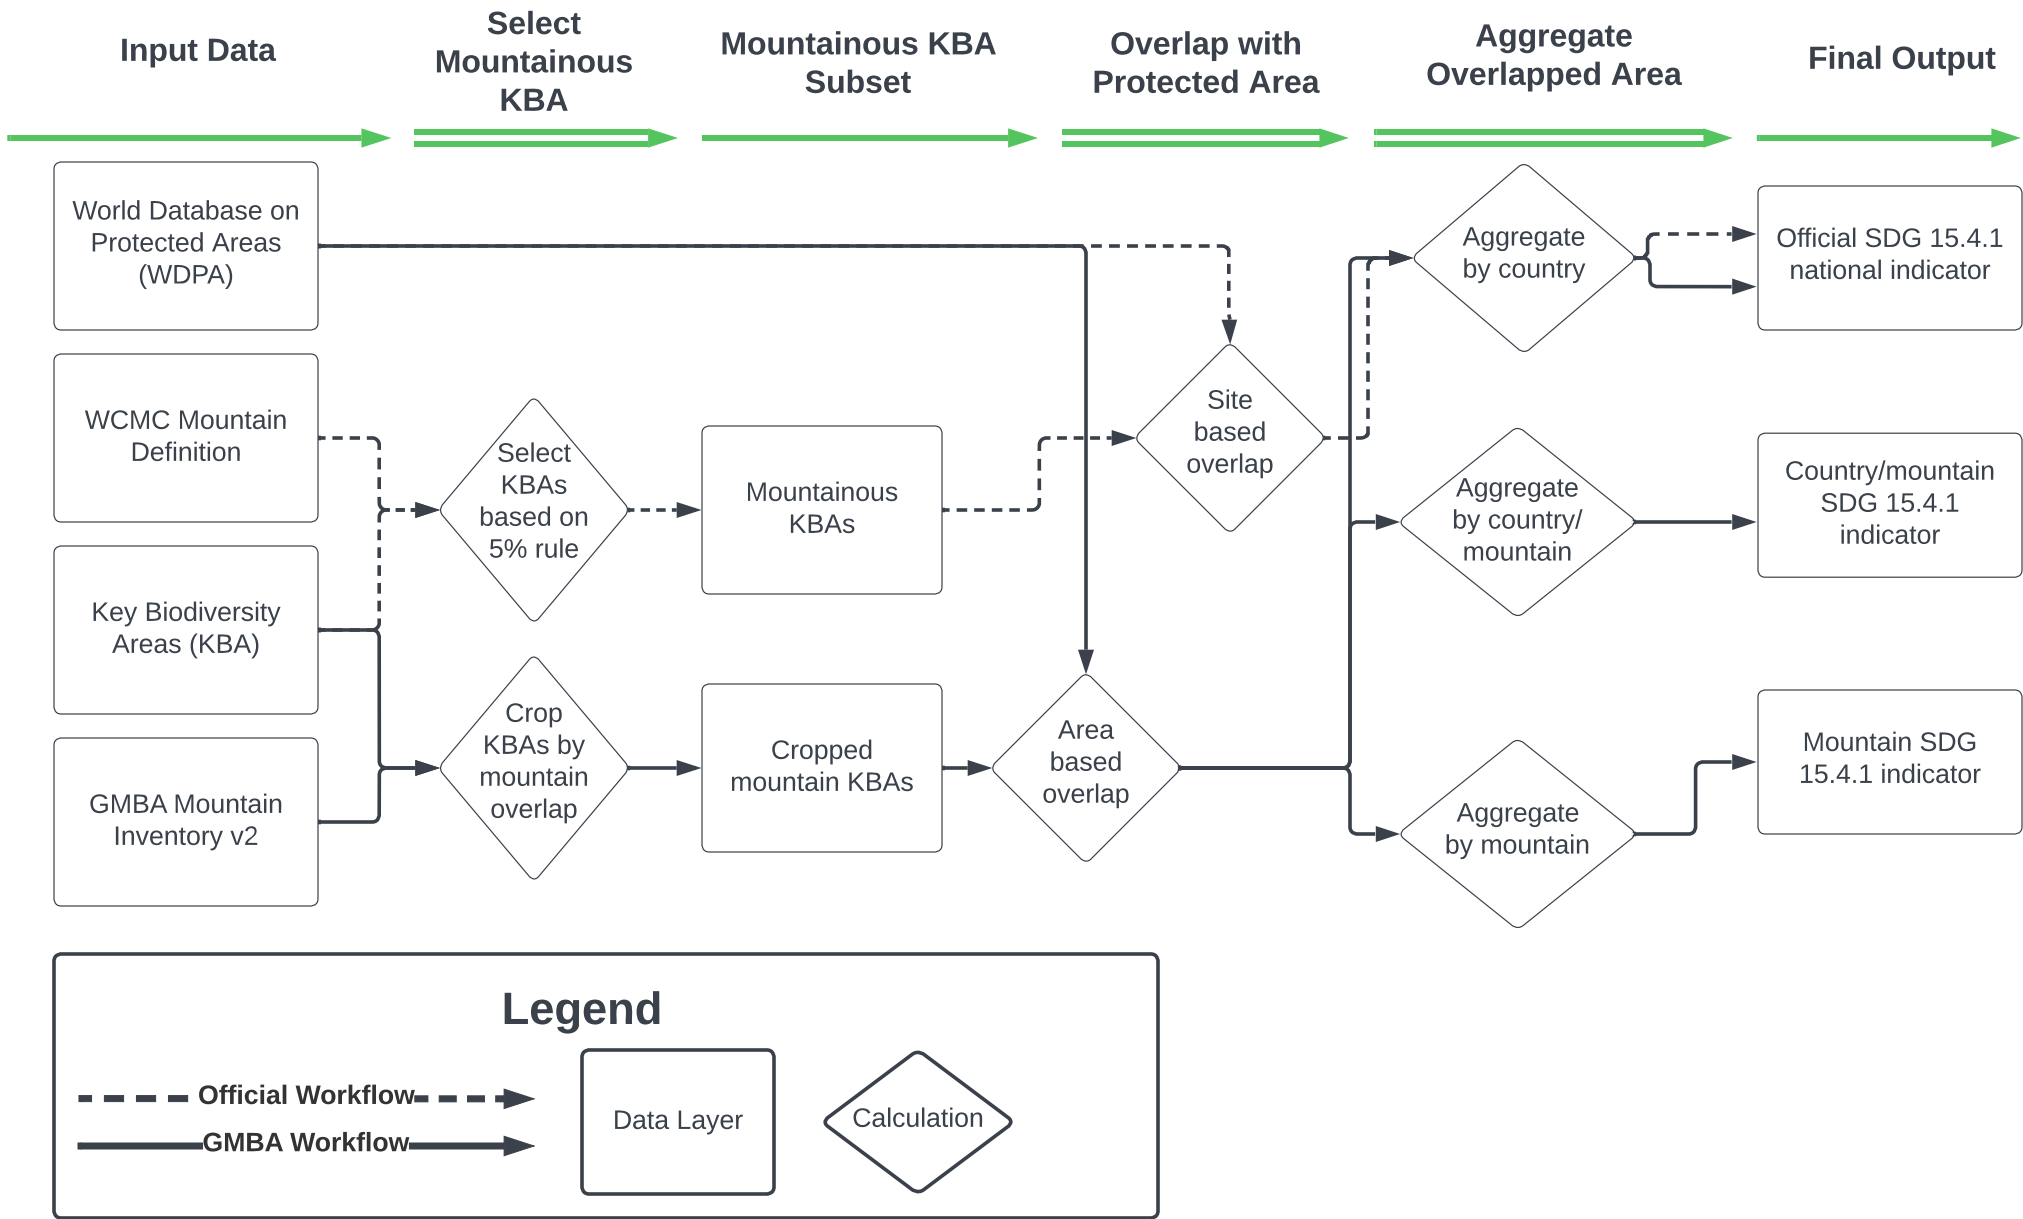 Input Data
Select
Mountainous
KBA
Mountainous KBA
Subset
Overlap with
Protected Area
Aggregate
Overlapped Area
Final Output
World Database on
Protected Areas
(WDPA)
WCMC Mountain
Definition
Key Biodiversity
Areas (KBA)
GMBA Mountain
Inventory v2
Select
KBAs
based on
5% rule
Crop
KBAs by
mountain
overlap
Mountainous
KBAs
Cropped
mountain KBAs
Site
based
overlap
Area
based
overlap
Aggregate
by country
Aggregate
by country/
mountain
Aggregate
by mountain
Official SDG 15.4.1
national indicator
Country/mountain
SDG 15.4.1
indicator
Mountain SDG
15.4.1 indicator
Legend
Official Workflow
GMBA Workflow
Data Layer
Calculation